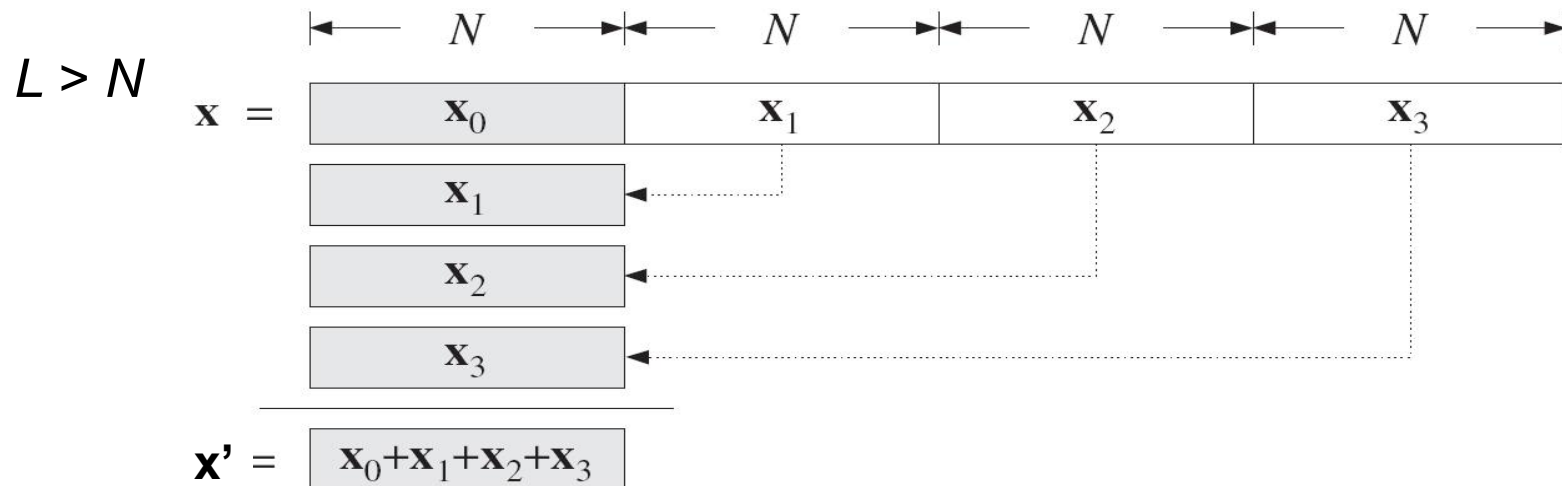 N N N N
L > N
x = x₀ x₁ x₂ x₃
x₁
x₂
x₃
x’ = x₀+x₁+x₂+x₃